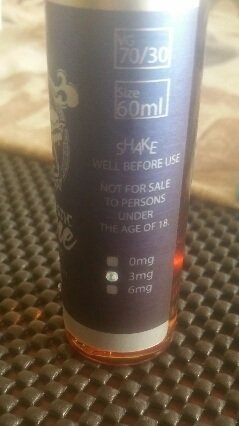 VG
70/30
Size
60ml
SHAKE
WELL BEFORE USE
NOT FOR SALE
TO PERSONS
UNDER
THE AGE OF 18.
0mg
3mg
6mg